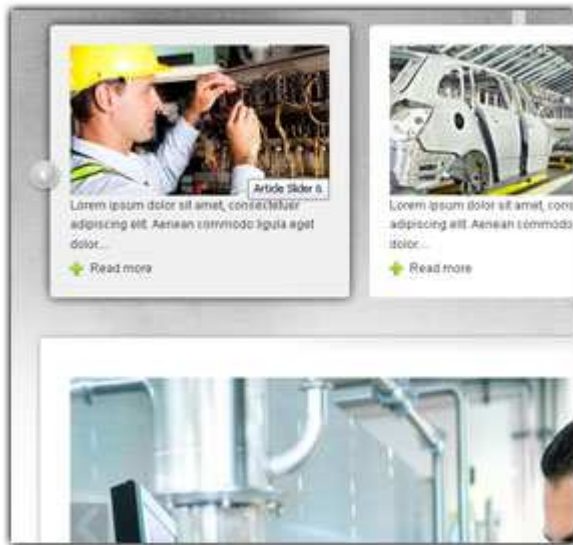 Article Slider 6
Lorem ipsum dolor sit amet, consectetuer
adipiscing elit. Aenean commodo ligula eget
dolor...
Read more
Lorem ipsum dolor sit amet, cons
adipiscing elit. Aenean commodo
dolor...
Read more